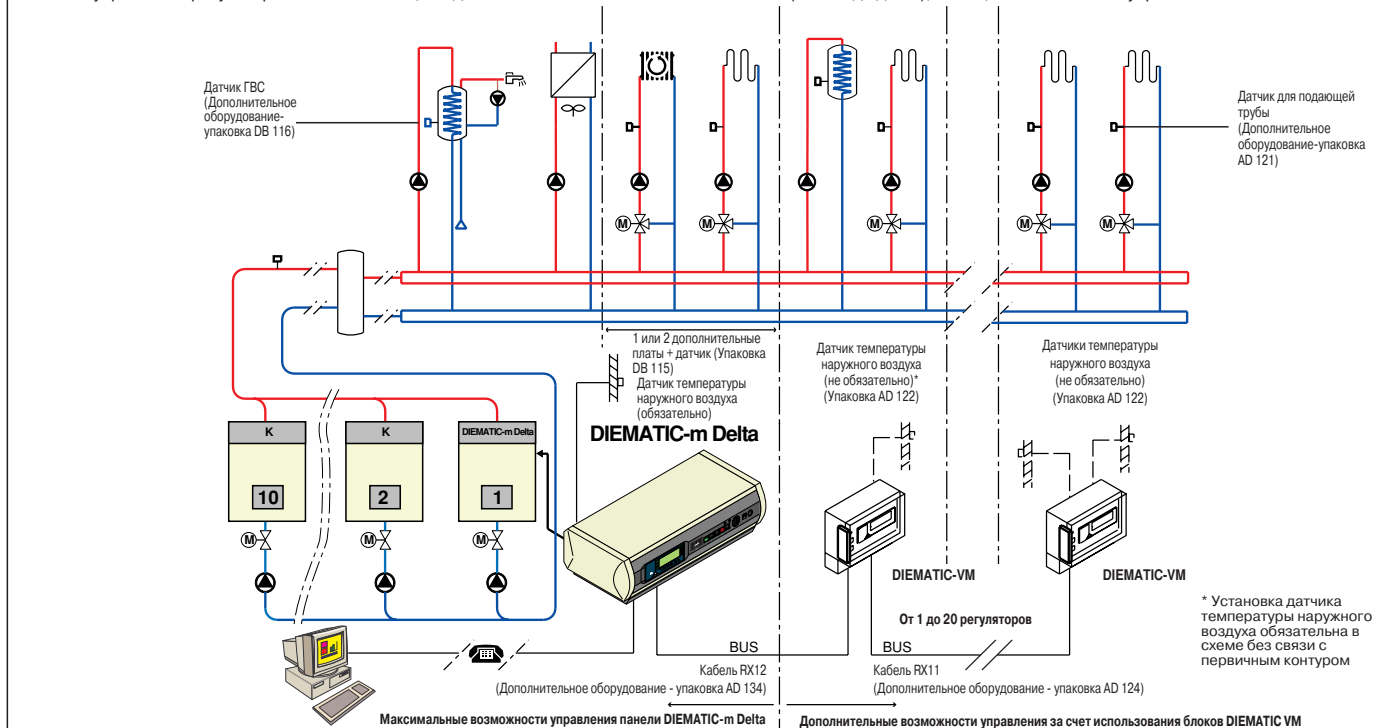 Датчик ГВС
(Дополнительное
оборудование-
упаковка DB 116)
Датчик для подающей
трубы
(Дополнительное
оборудование-упаковка
AD 121)
M
M
M
M
M
1 или 2 дополнительные
платы + датчик (Упаковка
DB 115)
Датчик температуры
наружного воздуха
(обязательно)
Датчик температуры
наружного воздуха
(не обязательно)*
(Упаковка AD 122)
Датчики температуры
наружного воздуха
(не обязательно)
(Упаковка AD 122)
DIEMATIC-m Delta
K
K
DIEMATIC-m Delta
10
2
1
M
M
M
DIEMATIC-VM
DIEMATIC-VM
От 1 до 20 регуляторов
* Установка датчика
температуры наружного
воздуха обязательна в
схеме без связи с
первичным контуром
BUS
BUS
Кабель RX12
(Дополнительное оборудование - упаковка AD 134)
Кабель RX11
(Дополнительное оборудование - упаковка AD 124)
Максимальные возможности управления панели DIEMATIC-m Delta
Дополнительные возможности управления за счет использования блоков DIEMATIC VM